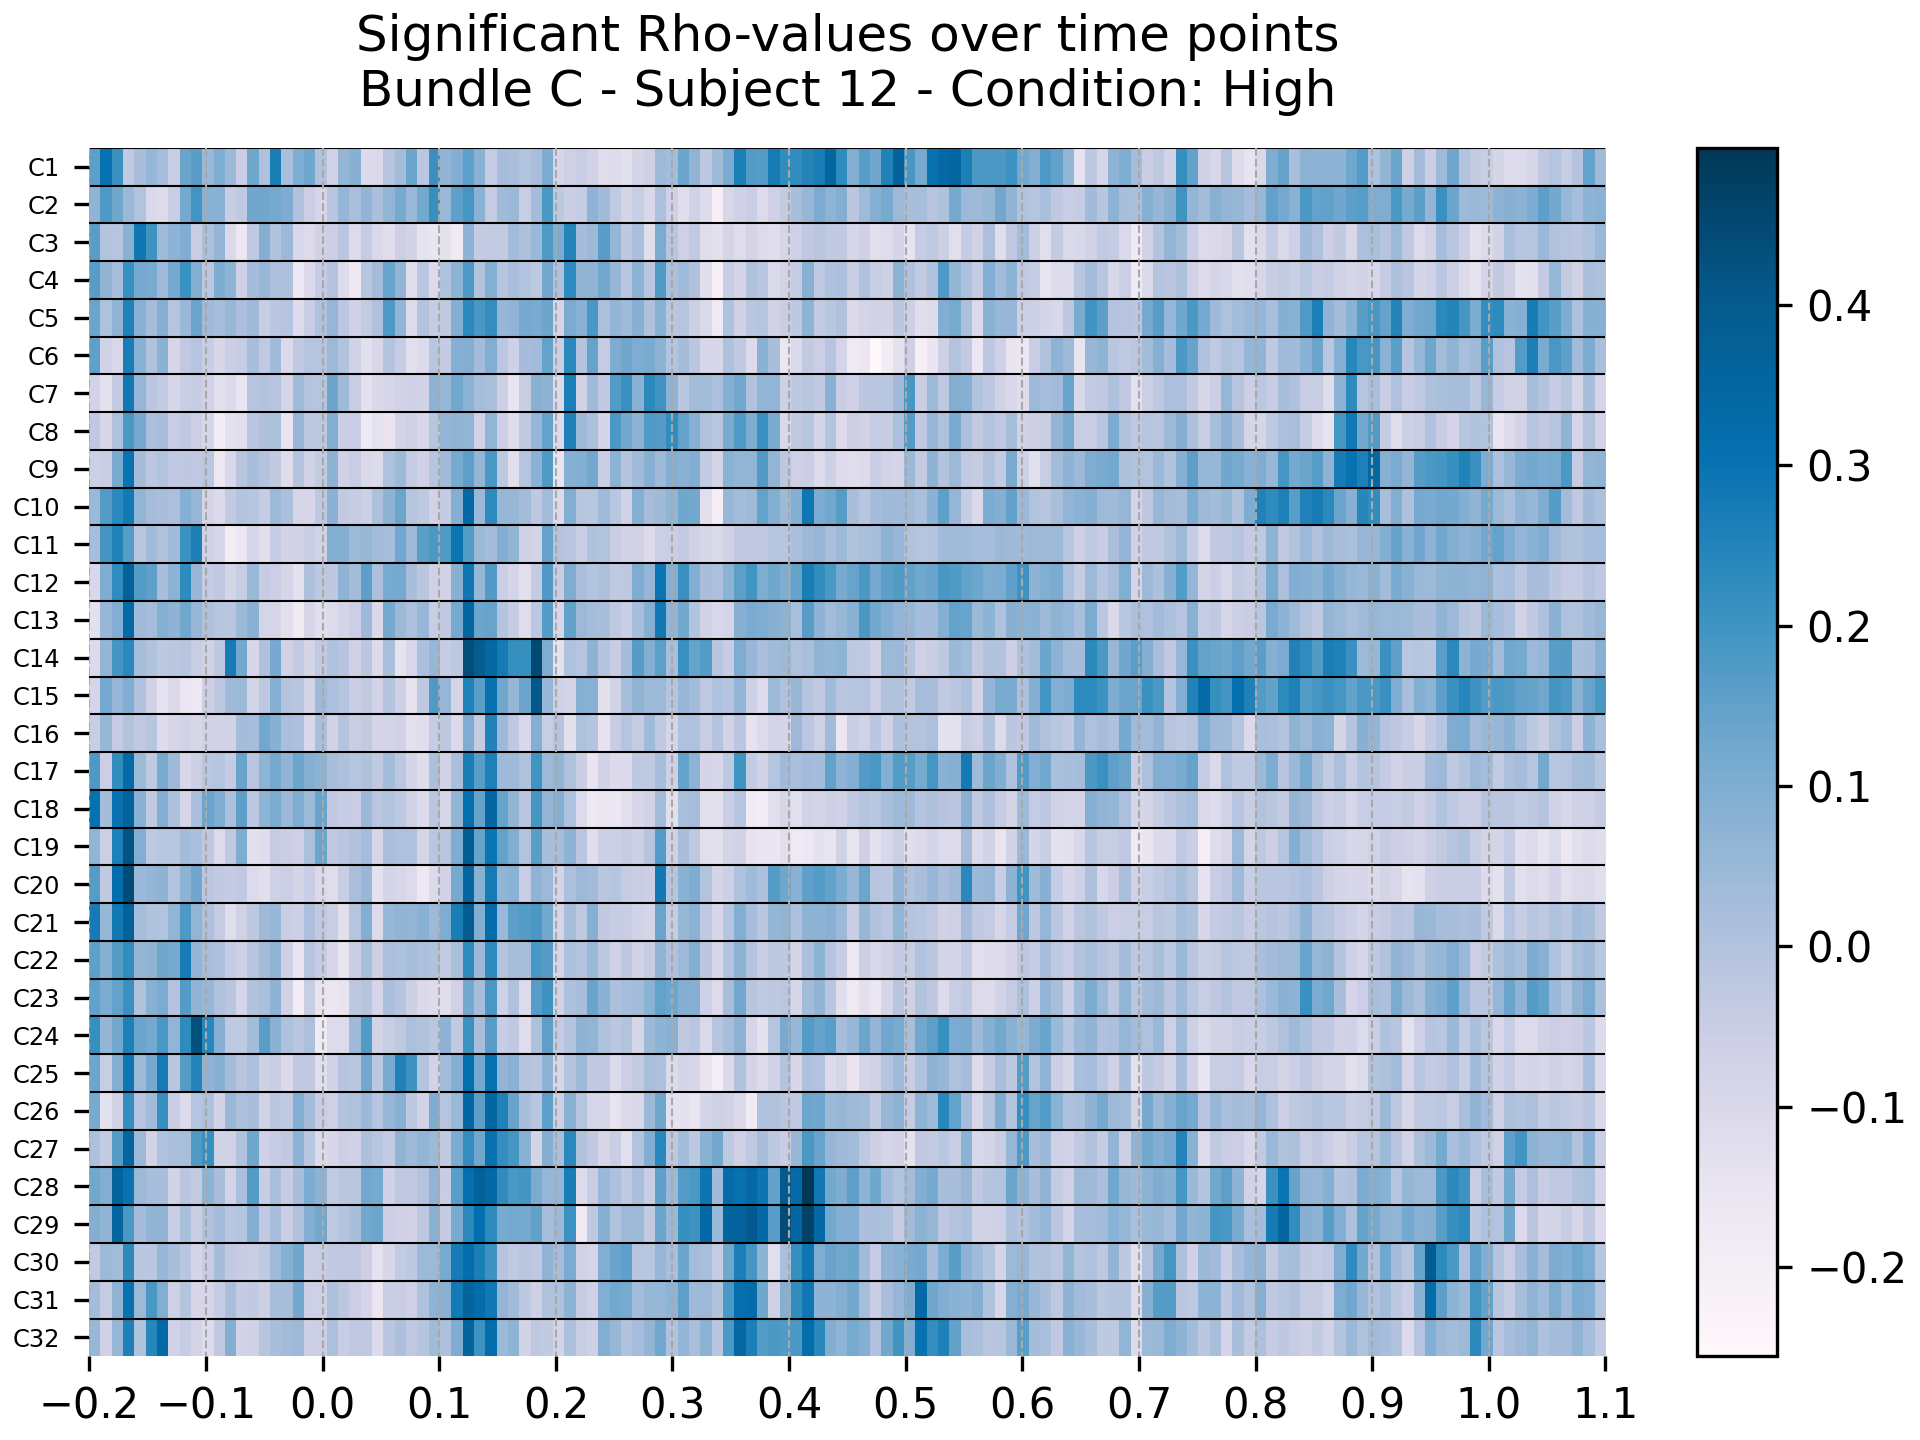 Significant Rho-values over time points
Bundle C - Subject 12 - Condition: High
C1
C2
C3
C4
C5
C6
C7
C8
C9
C10
C11
C12
C13
C14
C15
C16
C17
C18
C19
C20
C21
C22
C23
C24
C25
C26
C27
C28
C29
C30
C31
C32
−0.2 −0.1 0.0 0.1 0.2 0.3 0.4 0.5 0.6 0.7 0.8 0.9 1.0 1.1
0.4
0.3
0.2
0.1
0.0
−0.1
−0.2